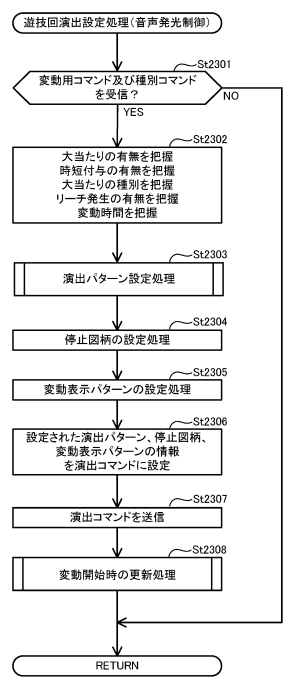 遊技回演出設定処理(音声発光制御)
St2301
変動用コマンド及び種別コマンド
を受信？
NO
YES
St2302
大当たりの有無を把握
時短付与の有無を把握
大当たりの種別を把握
リーチ発生の有無を把握
変動時間を把握
St2303
演出パターン設定処理
St2304
停止図柄の設定処理
St2305
変動表示パターンの設定処理
St2306
設定された演出パターン、停止図柄、
変動表示パターンの情報
を演出コマンドに設定
St2307
演出コマンドを送信
St2308
変動開始時の更新処理
RETURN